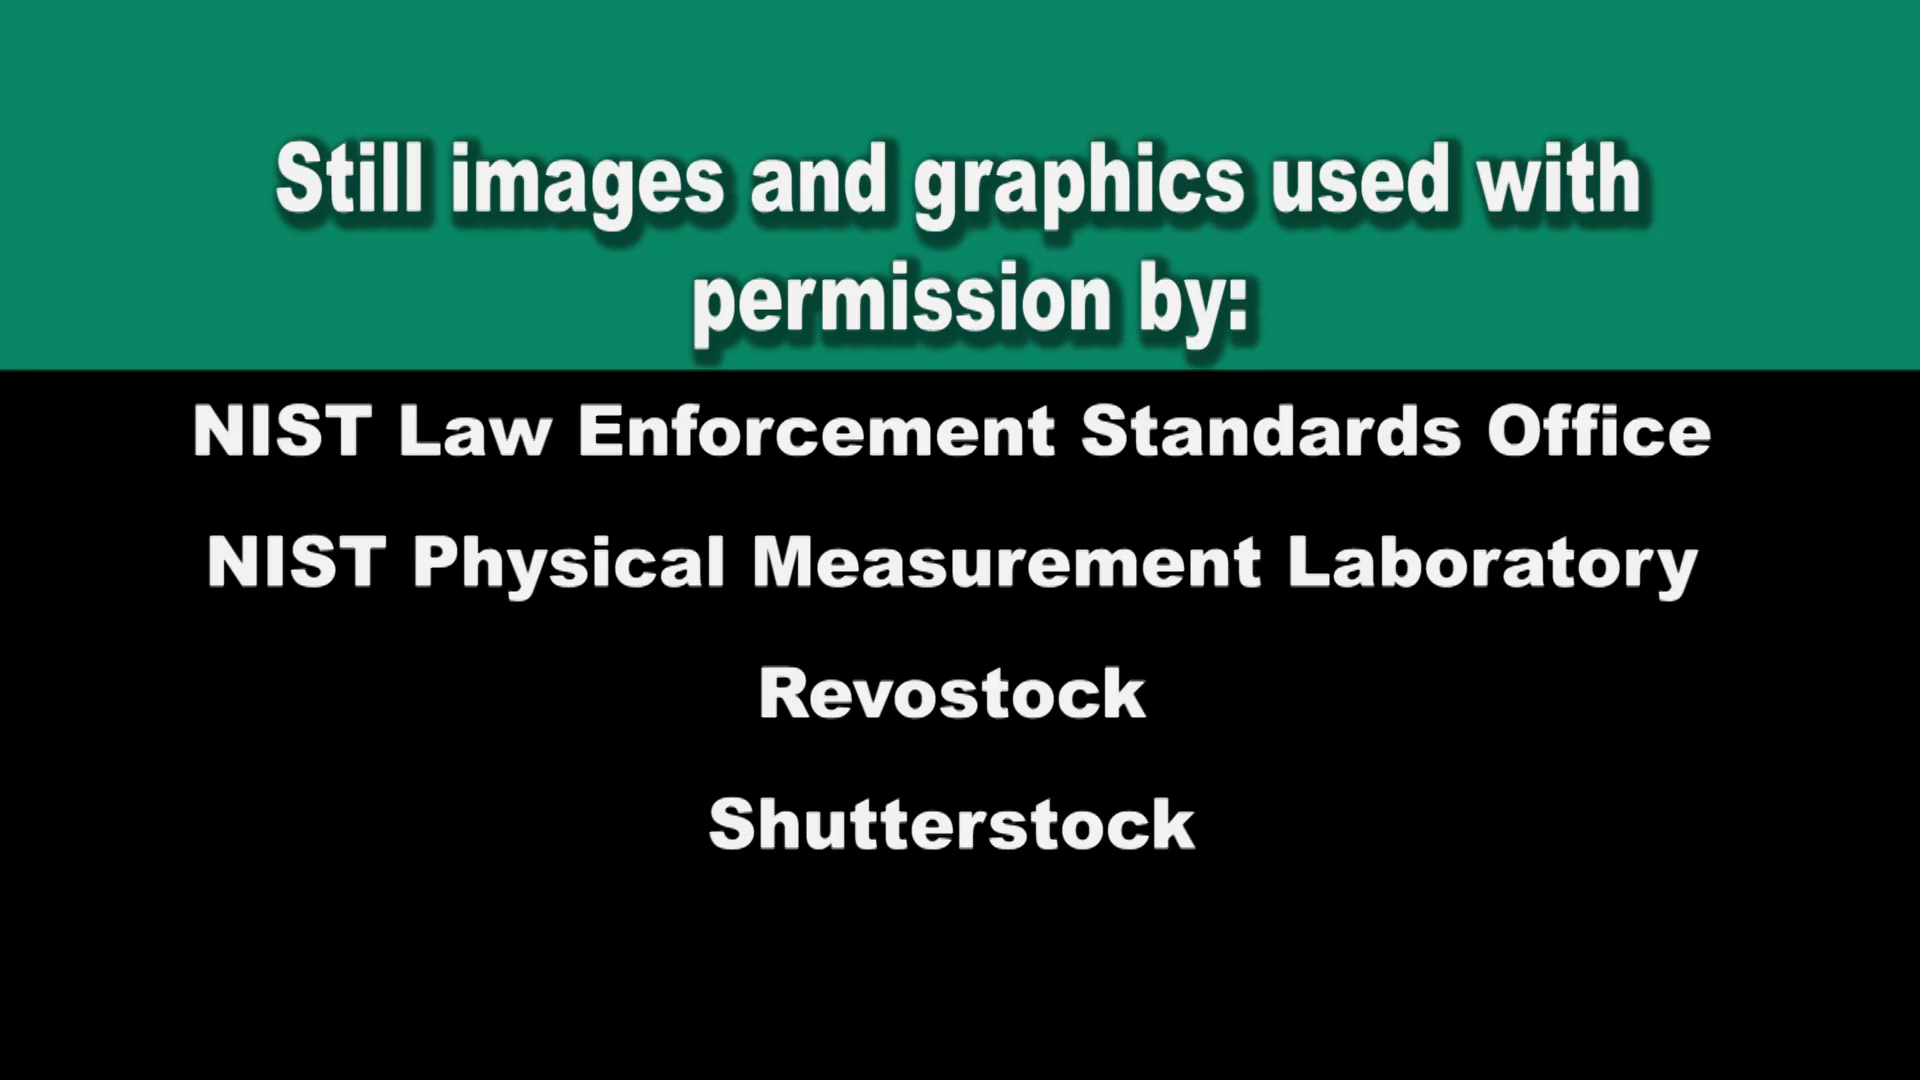 Still images and graphics used with
permission by:
NIST Law Enforcement Standards Office
NIST Physical Measurement Laboratory
Revostock
Shutterstock